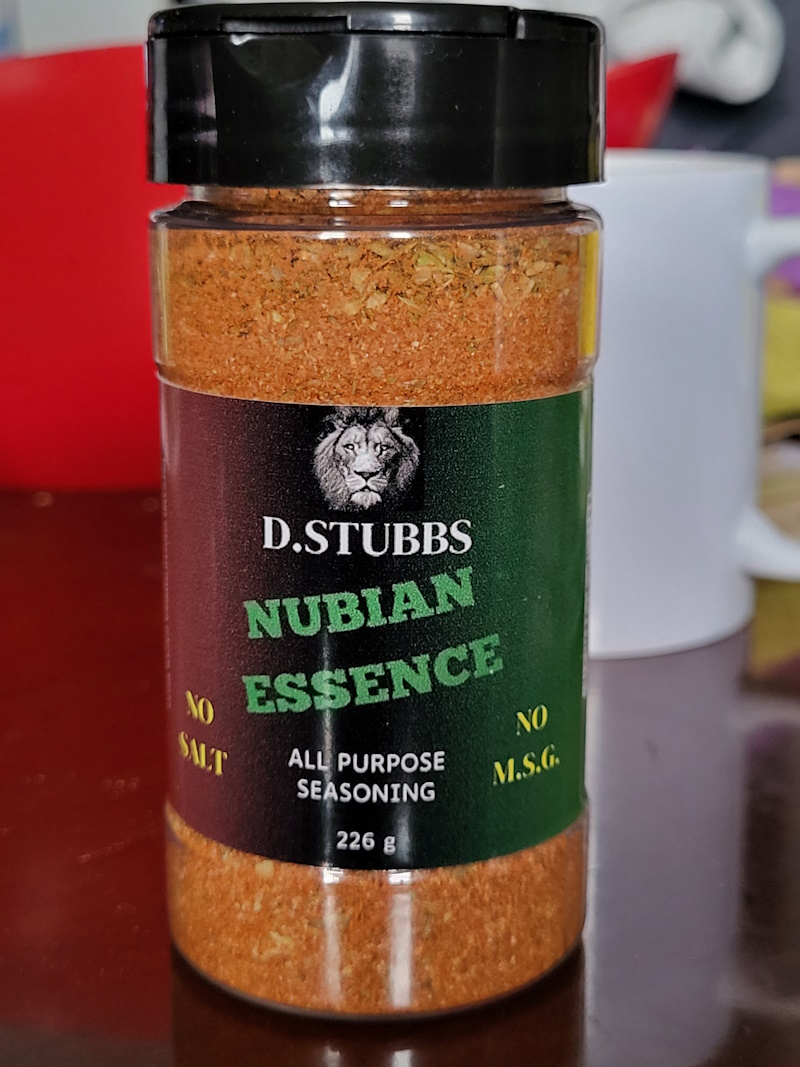 D.STUBBS
NUBIAN
ESSENCE
NO
SALT
NO
M.S.G.
ALL PURPOSE
SEASONING
226 g